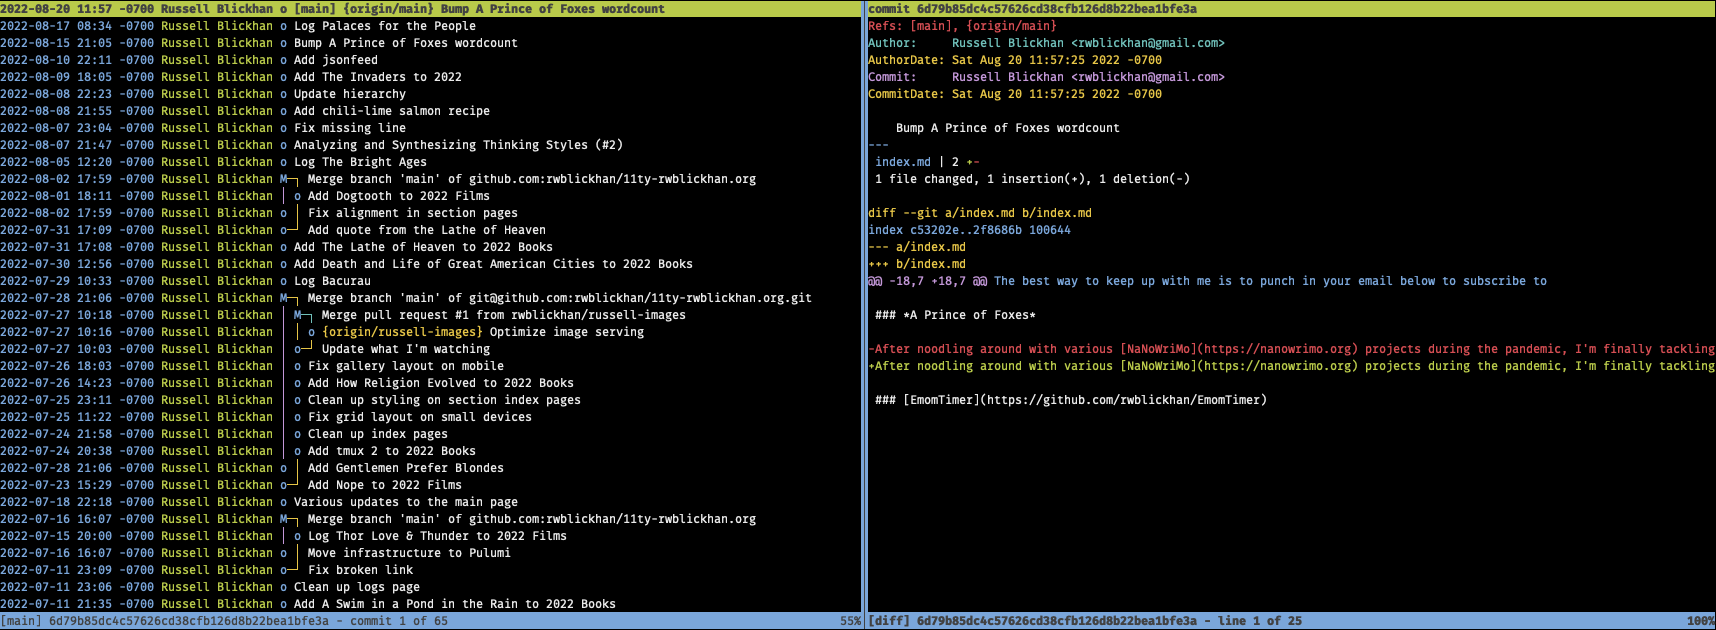 2022-08-20 11:57 -0700 Russell Blickhan o [main] {origin/main} Bump A Prince of Foxes wordcount
2022-08-17 08:34 -0700 Russell Blickhan o Log Palaces for the People
2022-08-15 21:05 -0700 Russell Blickhan o Bump A Prince of Foxes wordcount
2022-08-10 22:11 -0700 Russell Blickhan o Add jsonfeed
2022-08-09 18:05 -0700 Russell Blickhan o Add The Invaders to 2022
2022-08-08 22:23 -0700 Russell Blickhan o Update hierarchy
2022-08-08 21:55 -0700 Russell Blickhan o Add chili-lime salmon recipe
2022-08-07 23:04 -0700 Russell Blickhan o Fix missing line
2022-08-07 21:47 -0700 Russell Blickhan o Analyzing and Synthesizing Thinking Styles (#2)
2022-08-05 12:20 -0700 Russell Blickhan o Log The Bright Ages
2022-08-02 17:59 -0700 Russell Blickhan M─┐ Merge branch 'main' of github.com:rwblickhan/11ty-rwblickhan.org
2022-08-01 18:11 -0700 Russell Blickhan │ o Add Dogtooth to 2022 Films
2022-08-02 17:59 -0700 Russell Blickhan o │ Fix alignment in section pages
2022-07-31 17:09 -0700 Russell Blickhan o─┘ Add quote from the Lathe of Heaven
2022-07-31 17:08 -0700 Russell Blickhan o Add The Lathe of Heaven to 2022 Books
2022-07-30 12:56 -0700 Russell Blickhan o Add Death and Life of Great American Cities to 2022 Books
2022-07-29 10:33 -0700 Russell Blickhan o Log Bacurau
2022-07-28 21:06 -0700 Russell Blickhan M─┐ Merge branch 'main' of git@github.com:rwblickhan/11ty-rwblickhan.org.git
2022-07-27 10:18 -0700 Russell Blickhan │ M─┐ Merge pull request #1 from rwblickhan/russell-images
2022-07-27 10:16 -0700 Russell Blickhan │ │ o {origin/russell-images} Optimize image serving
2022-07-27 10:03 -0700 Russell Blickhan │ o─┘ Update what I'm watching
2022-07-26 18:03 -0700 Russell Blickhan │ o Fix gallery layout on mobile
2022-07-26 14:23 -0700 Russell Blickhan │ o Add How Religion Evolved to 2022 Books
2022-07-25 23:11 -0700 Russell Blickhan │ o Clean up styling on section index pages
2022-07-25 11:22 -0700 Russell Blickhan │ o Fix grid layout on small devices
2022-07-24 21:58 -0700 Russell Blickhan │ o Clean up index pages
2022-07-24 20:38 -0700 Russell Blickhan │ o Add tmux 2 to 2022 Books
2022-07-28 21:06 -0700 Russell Blickhan o │ Add Gentlemen Prefer Blondes
2022-07-23 15:29 -0700 Russell Blickhan o─┘ Add Nope to 2022 Films
2022-07-18 22:18 -0700 Russell Blickhan o Various updates to the main page
2022-07-16 16:07 -0700 Russell Blickhan M─┐ Merge branch 'main' of github.com:rwblickhan/11ty-rwblickhan.org
2022-07-15 20:00 -0700 Russell Blickhan │ o Log Thor Love & Thunder to 2022 Films
2022-07-16 16:07 -0700 Russell Blickhan o │ Move infrastructure to Pulumi
2022-07-11 23:09 -0700 Russell Blickhan o─┘ Fix broken link
2022-07-11 23:06 -0700 Russell Blickhan o Clean up logs page
2022-07-11 21:35 -0700 Russell Blickhan o Add A Swim in a Pond in the Rain to 2022 Books
[main] 6d79b85dc4c57626cd38cfb126d8b22bea1bfe3a - commit 1 of 65 55%
commit 6d79b85dc4c57626cd38cfb126d8b22bea1bfe3a
Refs: [main], {origin/main}
Author: Russell Blickhan <rwblickhan@gmail.com>
AuthorDate: Sat Aug 20 11:57:25 2022 -0700
Commit: Russell Blickhan <rwblickhan@gmail.com>
CommitDate: Sat Aug 20 11:57:25 2022 -0700
Bump A Prince of Foxes wordcount
---
index.md | 2 +-
1 file changed, 1 insertion(+), 1 deletion(-)
diff --git a/index.md b/index.md
index c53202e..2f8686b 100644
--- a/index.md
+++ b/index.md
@@ -18,7 +18,7 @@ The best way to keep up with me is to punch in your email below to subscribe to
### *A Prince of Foxes*
-After noodling around with various [NaNoWriMo](https://nanowrimo.org) projects during the pandemic, I'm finally tackling
+After noodling around with various [NaNoWriMo](https://nanowrimo.org) projects during the pandemic, I'm finally tackling
### [EmomTimer](https://github.com/rwblickhan/EmomTimer)
[diff] 6d79b85dc4c57626cd38cfb126d8b22bea1bfe3a - line 1 of 25 100%